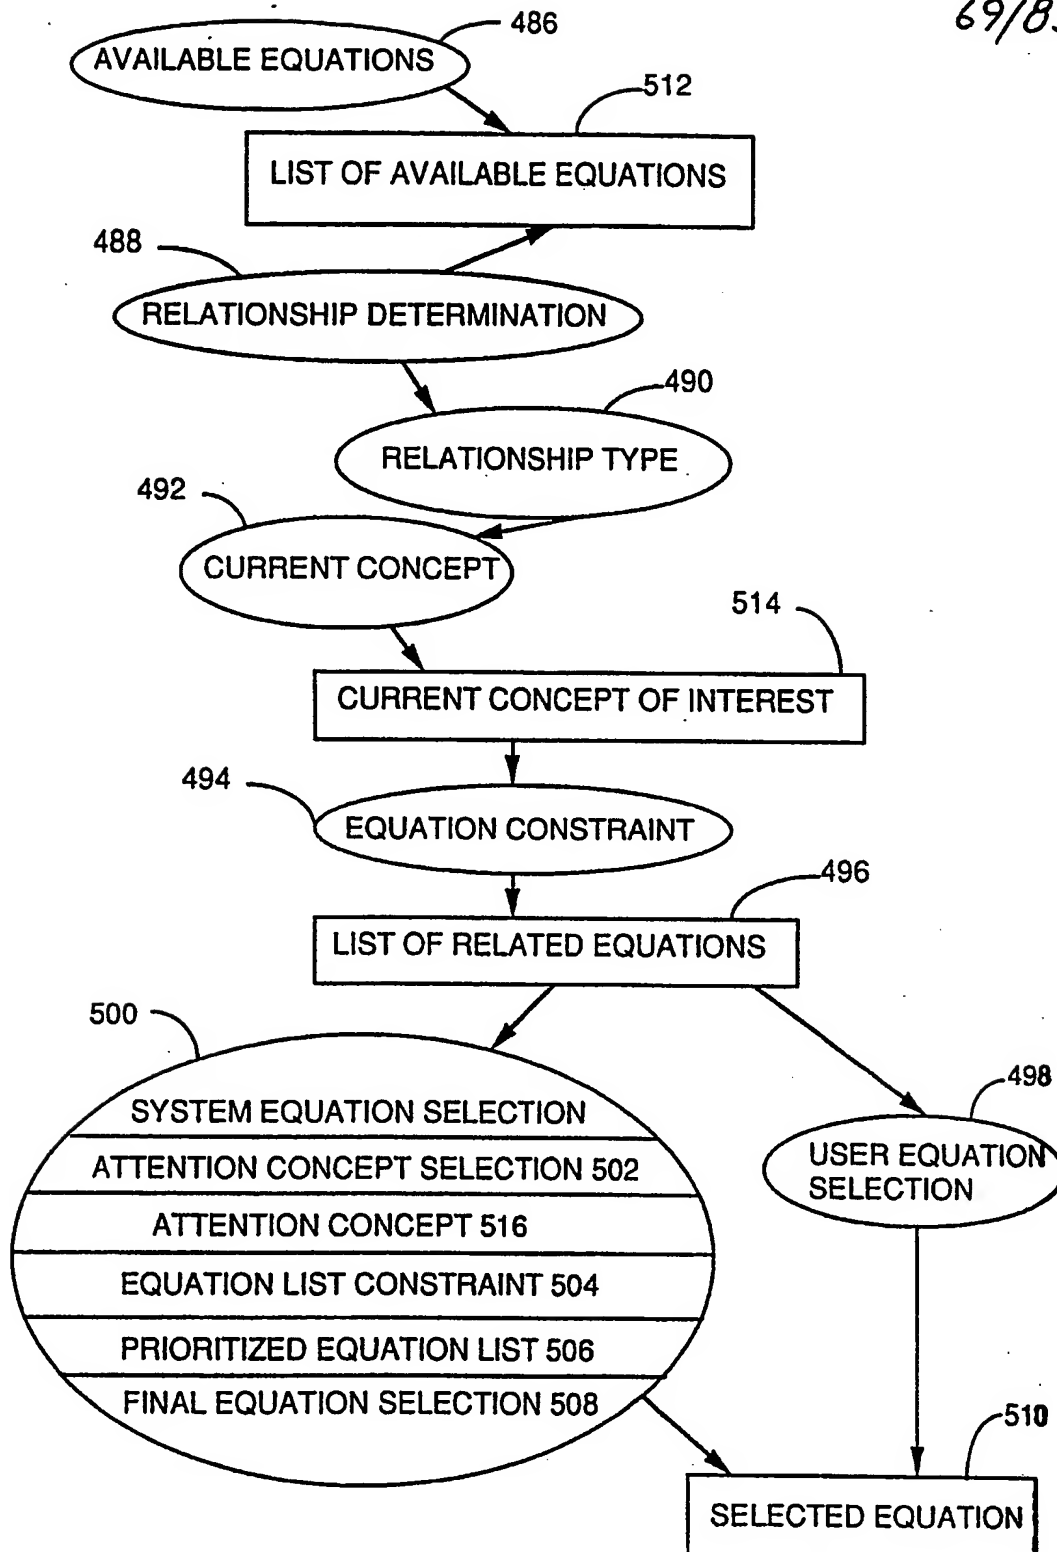 69/83
486
AVAILABLE EQUATIONS
512
LIST OF AVAILABLE EQUATIONS
488
RELATIONSHIP DETERMINATION
490
RELATIONSHIP TYPE
492
CURRENT CONCEPT
514
CURRENT CONCEPT OF INTEREST
494
EQUATION CONSTRAINT
496
LIST OF RELATED EQUATIONS
500
SYSTEM EQUATION SELECTION
ATTENTION CONCEPT SELECTION 502
ATTENTION CONCEPT 516
EQUATION LIST CONSTRAINT 504
PRIORITIZED EQUATION LIST 506
FINAL EQUATION SELECTION 508
498
USER EQUATION
SELECTION
510
SELECTED EQUATION